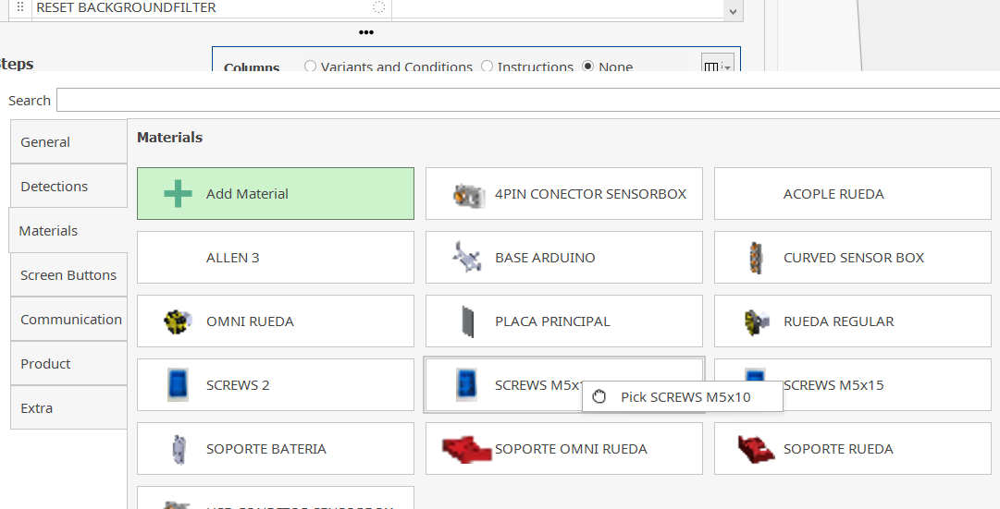 RESET BACKGROUNDFILTER
Steps
Columns Variants and Conditions Instructions None
Search
General
Detections
Materials
Screen Buttons
Communication
Product
Extra
Materials
Add Material 4PIN CONECTOR SENSORBOX ACOPLE RUEDA
ALLEN 3 BASE ARDUINO CURVED SENSOR BOX
OMNI RUEDA PLACA PRINCIPAL RUEDA REGULAR
SCREWS 2 SCREWS M5x1 SCREWS M5x15
Pick SCREWS M5x10
SOPORTE BATERIA SOPORTE OMNI RUEDA SOPORTE RUEDA